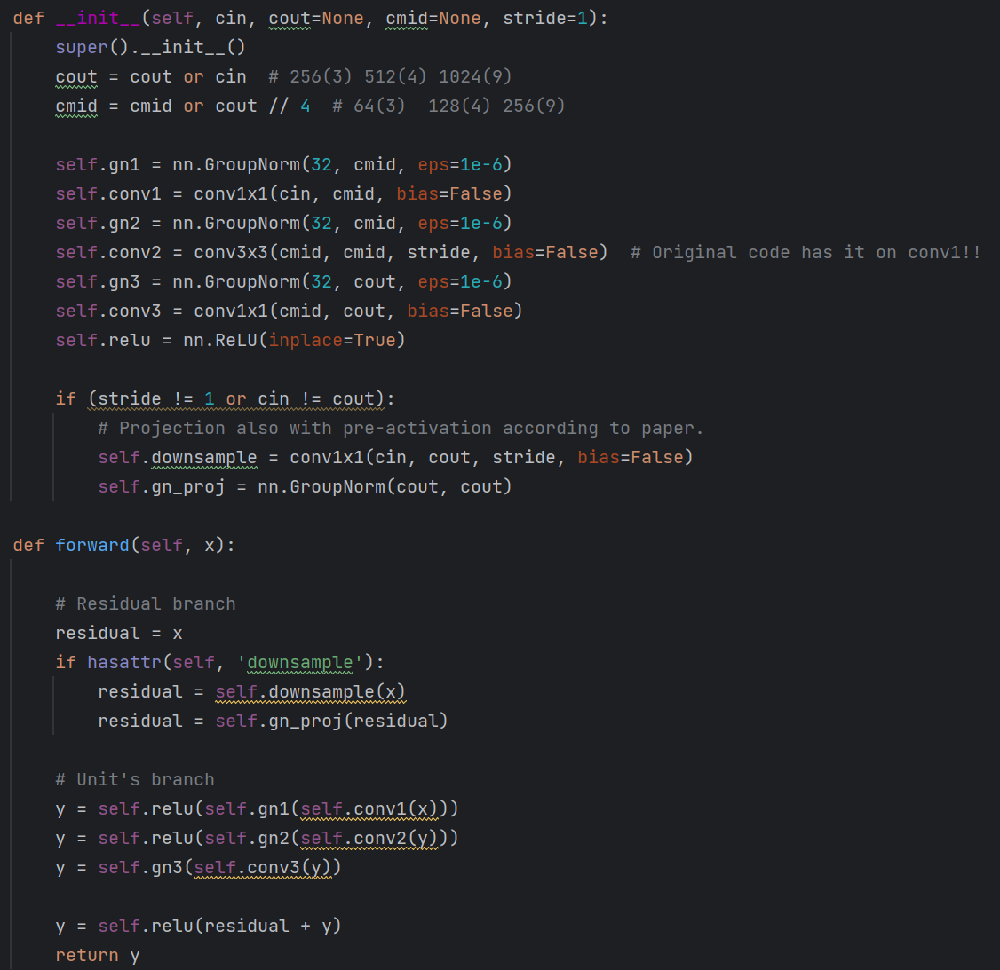 def __init__(self, cin, cout=None, cmid=None, stride=1):
    super().__init__()
    cout = cout or cin  # 256(3) 512(4) 1024(9)
    cmid = cmid or cout // 4  # 64(3)  128(4) 256(9)

    self.gn1 = nn.GroupNorm(32, cmid, eps=1e-6)
    self.conv1 = conv1x1(cin, cmid, bias=False)
    self.gn2 = nn.GroupNorm(32, cmid, eps=1e-6)
    self.conv2 = conv3x3(cmid, cmid, stride, bias=False)  # Original code has it on conv1!!
    self.gn3 = nn.GroupNorm(32, cout, eps=1e-6)
    self.conv3 = conv1x1(cmid, cout, bias=False)
    self.relu = nn.ReLU(inplace=True)

    if (stride != 1 or cin != cout):
        # Projection also with pre-activation according to paper.
        self.downsample = conv1x1(cin, cout, stride, bias=False)
        self.gn_proj = nn.GroupNorm(cout, cout)

def forward(self, x):

    # Residual branch
    residual = x
    if hasattr(self, 'downsample'):
        residual = self.downsample(x)
        residual = self.gn_proj(residual)

    # Unit's branch
    y = self.relu(self.gn1(self.conv1(x)))
    y = self.relu(self.gn2(self.conv2(y)))
    y = self.gn3(self.conv3(y))

    y = self.relu(residual + y)
    return y